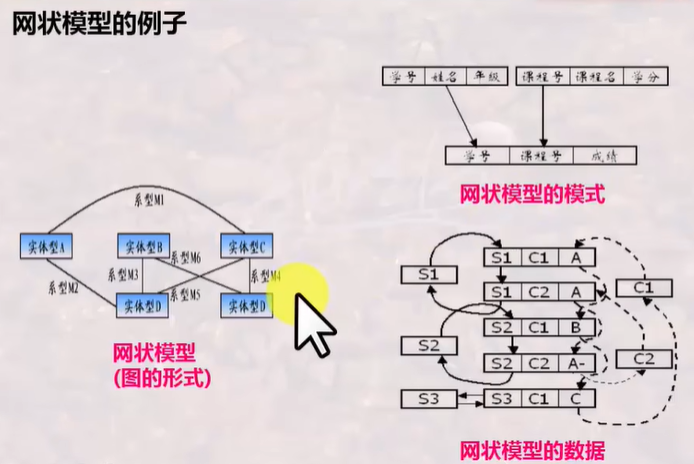 网状模型的例子
学号 姓名 年级
课程号 课程名 学分
学号 课程号 成绩
网状模型的模式
系型M1
实体型A 实体型B 实体型C
系型M6
系型M3
系型M4
系型M2
系型M5
实体型D 实体型D
网状模型
(图的形式)
S1
S2
S3
S1 C1 A
S1 C2 A
S2 C1 B
S2 C2 A-
S3 C1 C
C1
C2
网状模型的数据